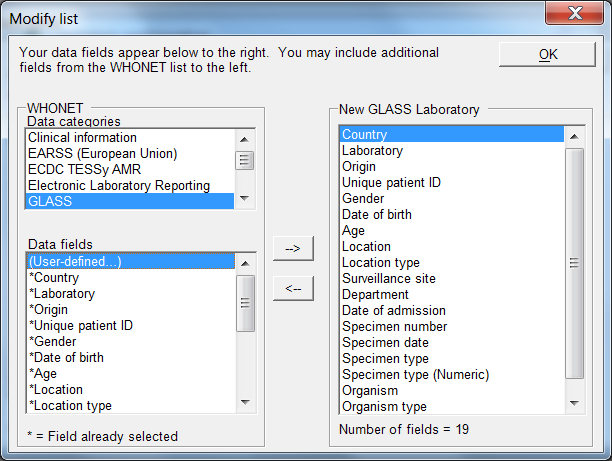 Modify list
Your data fields appear below to the right.  You may include additional
fields from the WHONET list to the left.
OK
WHONET
Data categories
Clinical information
EARSS (European Union)
ECDC TESSy AMR
Electronic Laboratory Reporting
GLASS
Data fields
(User-defined...)
*Country
*Laboratory
*Origin
*Unique patient ID
*Gender
*Date of birth
*Age
*Location
*Location type
* = Field already selected
-->
<--
New GLASS Laboratory
Country
Laboratory
Origin
Unique patient ID
Gender
Date of birth
Age
Location
Location type
Surveillance site
Department
Date of admission
Specimen number
Specimen date
Specimen type
Specimen type (Numeric)
Organism
Organism type
Number of fields = 19